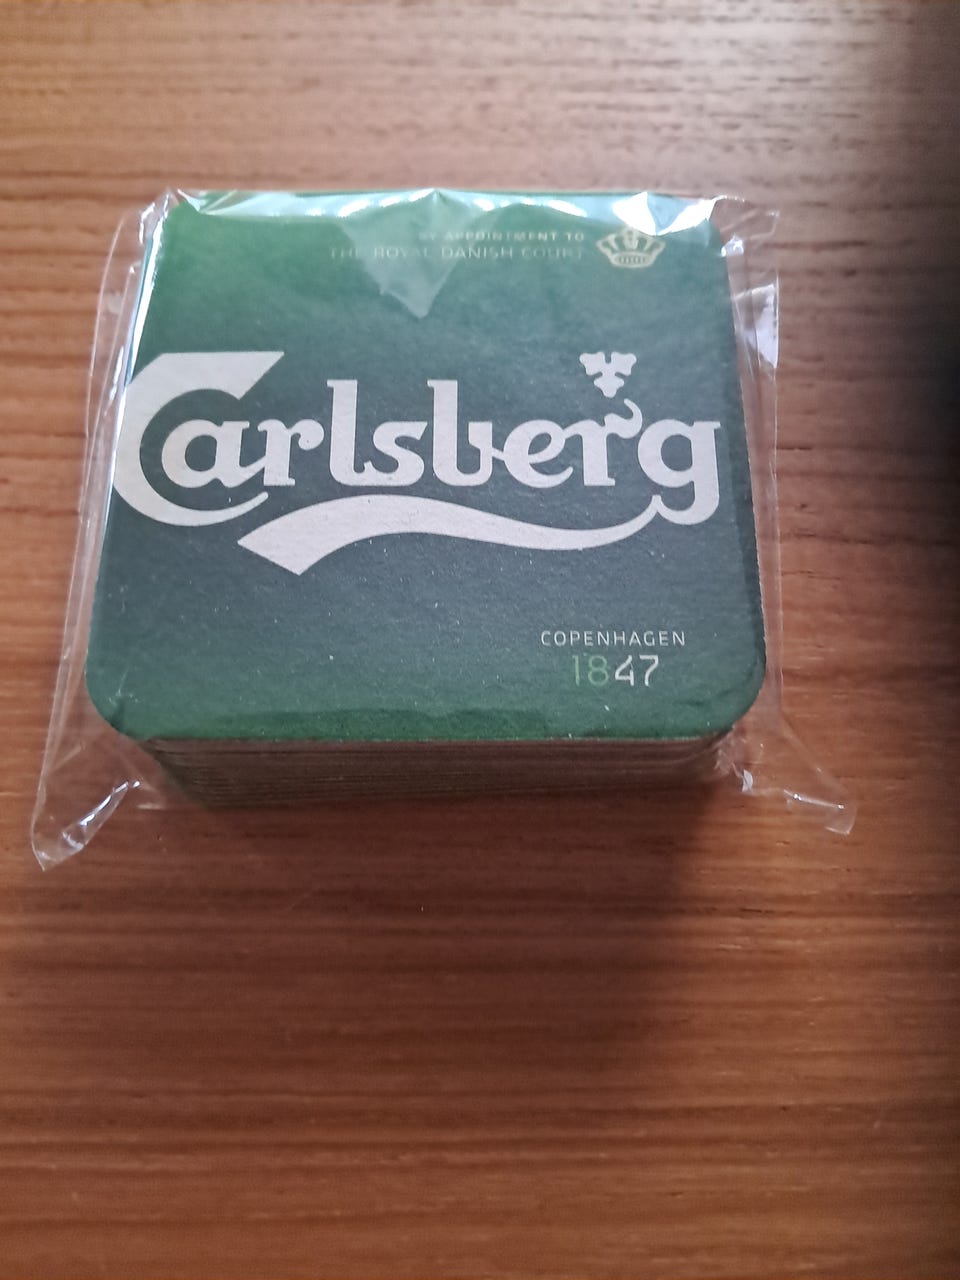 BY APPOINTMENT TO
THE ROYAL DANISH COURT
Carlsberg
COPENHAGEN
1847